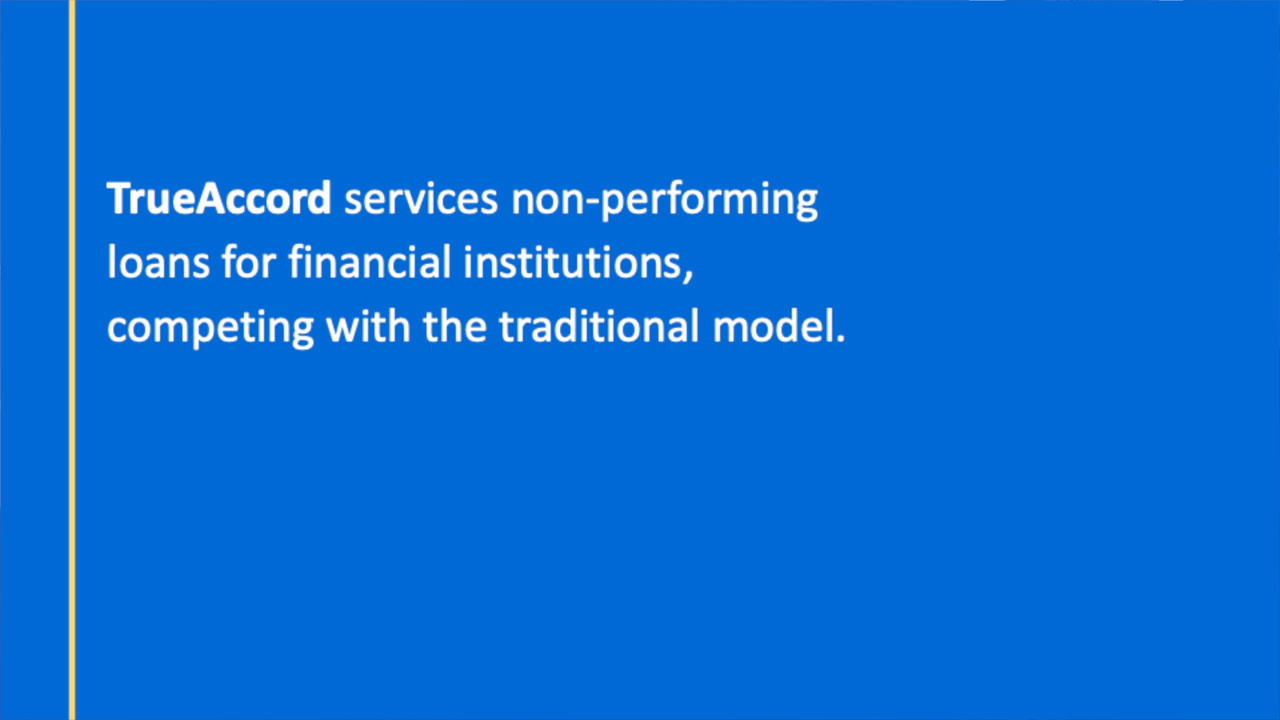 TrueAccord services non-performing
loans for financial institutions,
competing with the traditional model.